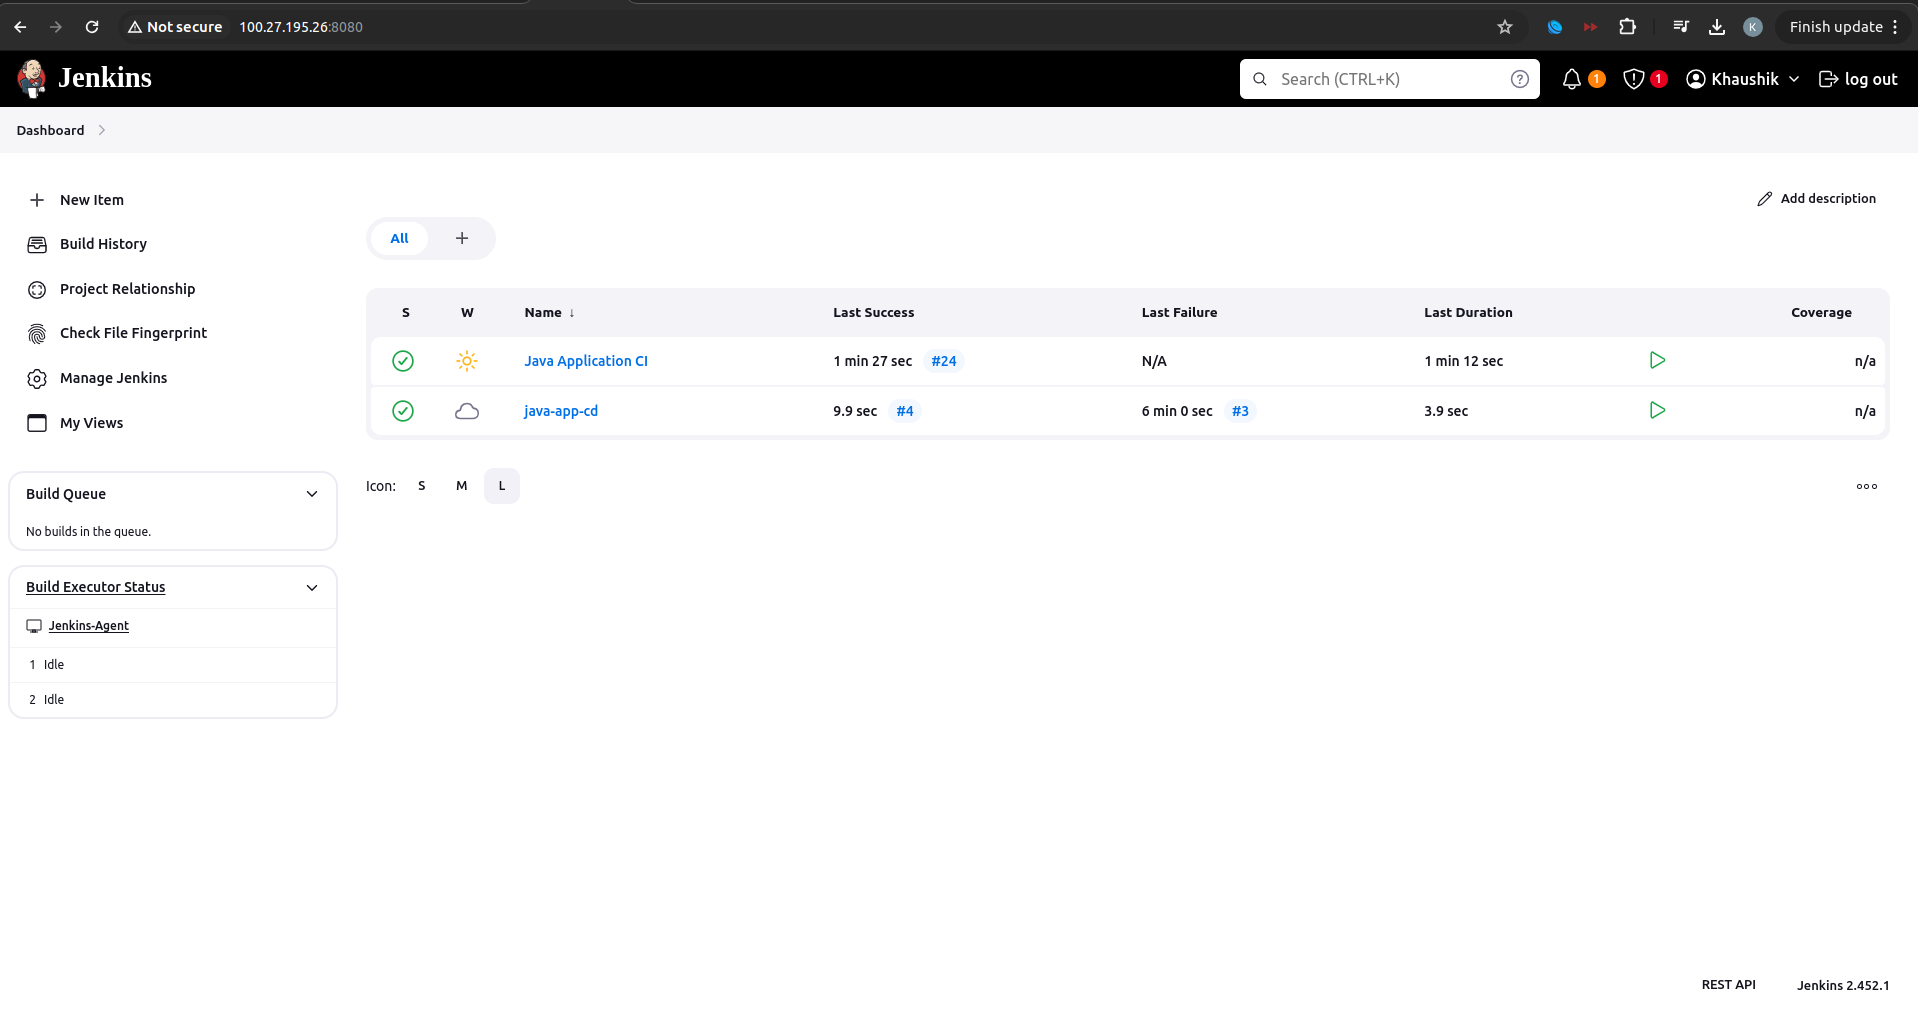 Not secure 100.27.195.26:8080 K Finish update
Jenkins Search (CTRL+K) ? 1 1 Khaushik log out
Dashboard
New Item
Add description
All +
Build History
Project Relationship
Check File Fingerprint
Manage Jenkins
My Views
S W Name ↓ Last Success Last Failure Last Duration Coverage
Java Application CI 1 min 27 sec #24 N/A 1 min 12 sec n/a
java-app-cd 9.9 sec #4 6 min 0 sec #3 3.9 sec n/a
Icon: S M L
Build Queue
No builds in the queue.
Build Executor Status
Jenkins-Agent
1 Idle
2 Idle
REST API Jenkins 2.452.1